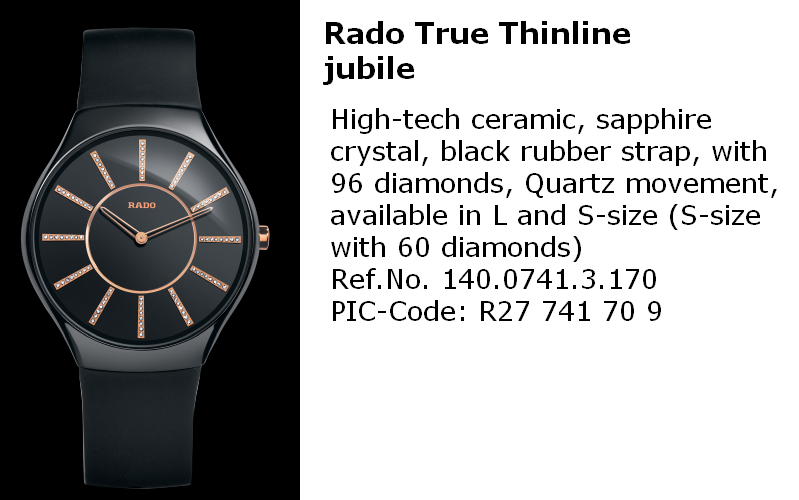 Rado True Thinline
jubile
High-tech ceramic, sapphire
crystal, black rubber strap, with
96 diamonds, Quartz movement,
available in L and S-size (S-size
with 60 diamonds)
Ref.No. 140.0741.3.170
PIC-Code: R27 741 70 9
RADO